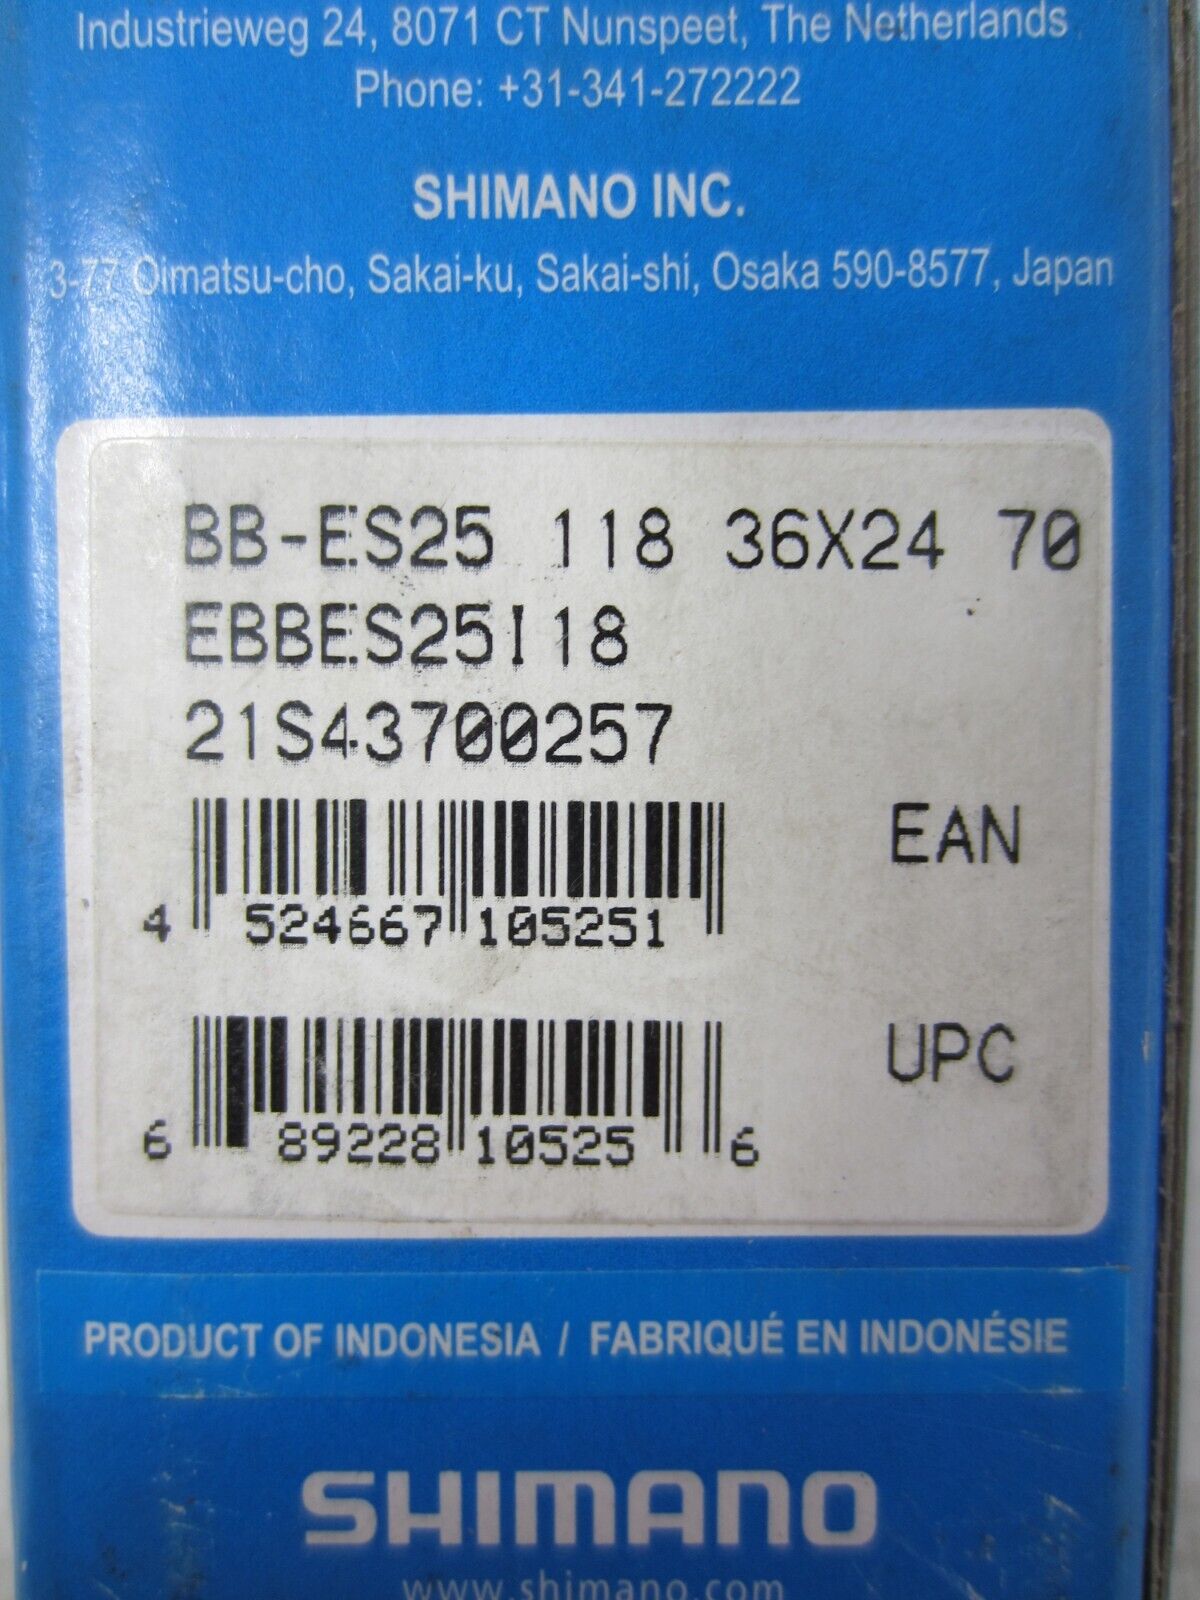 Industrieweg 24, 8071 CT Nunspeet, The Netherlands
Phone: +31-341-272222
SHIMANO INC.
3-77 Oimatsu-cho, Sakai-ku, Sakai-shi, Osaka 590-8577, Japan
BB-ES25 118 36X24 70
EBBES25118
21S43700257
EAN
4 524667 105251
UPC
6 89228 10525 6
PRODUCT OF INDONESIA / FABRIQUÉ EN INDONÉSIE
SHIMANO
www.shimano.com